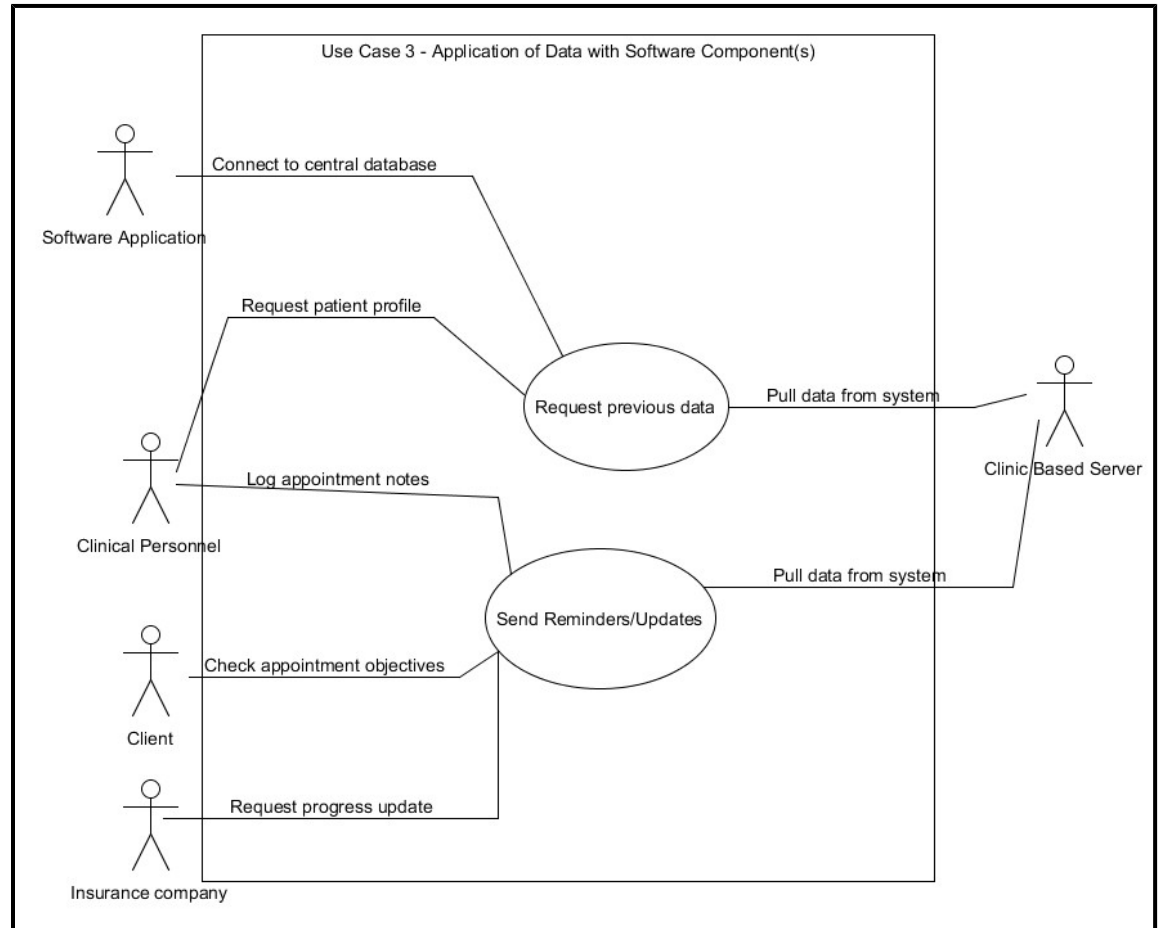 Use Case 3 - Application of Data with Software Component(s)
Connect to central database
Software Application
Request patient profile
Request previous data
Pull data from system
Clinic Based Server
Log appointment notes
Clinical Personnel
Pull data from system
Send Reminders/Updates
Check appointment objectives
Client
Request progress update
Insurance company